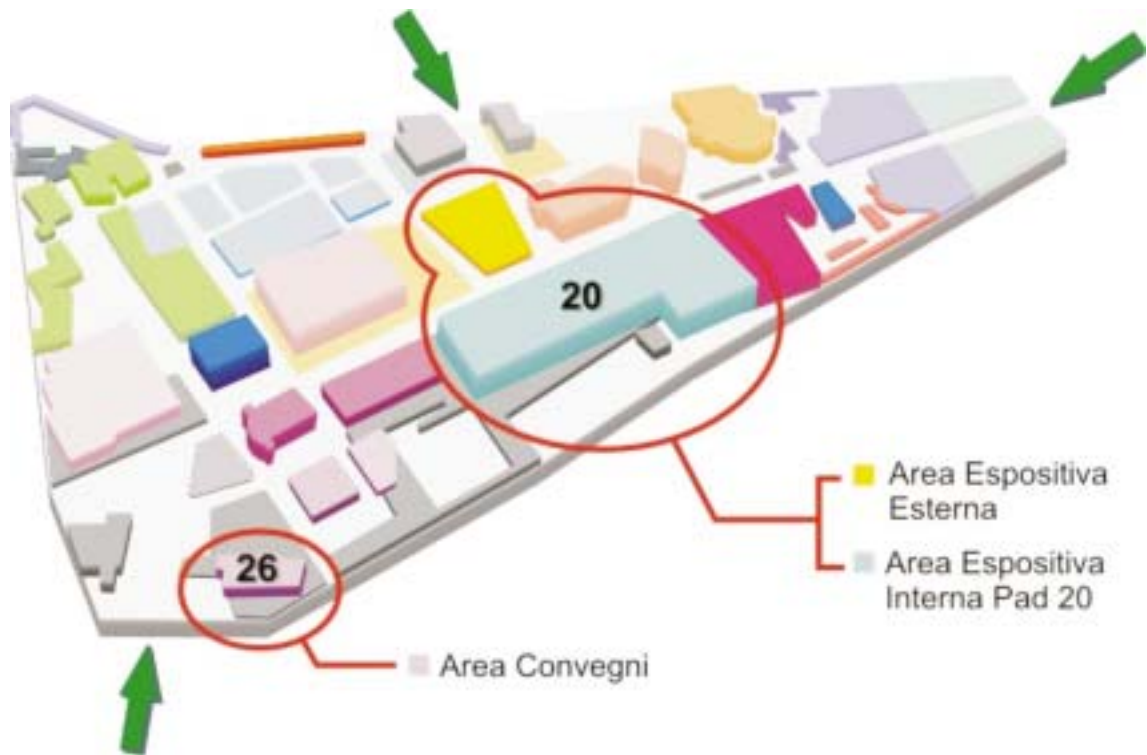 20
Area Espositiva
Esterna
Area Espositiva
Interna Pad 20
26
Area Convegni